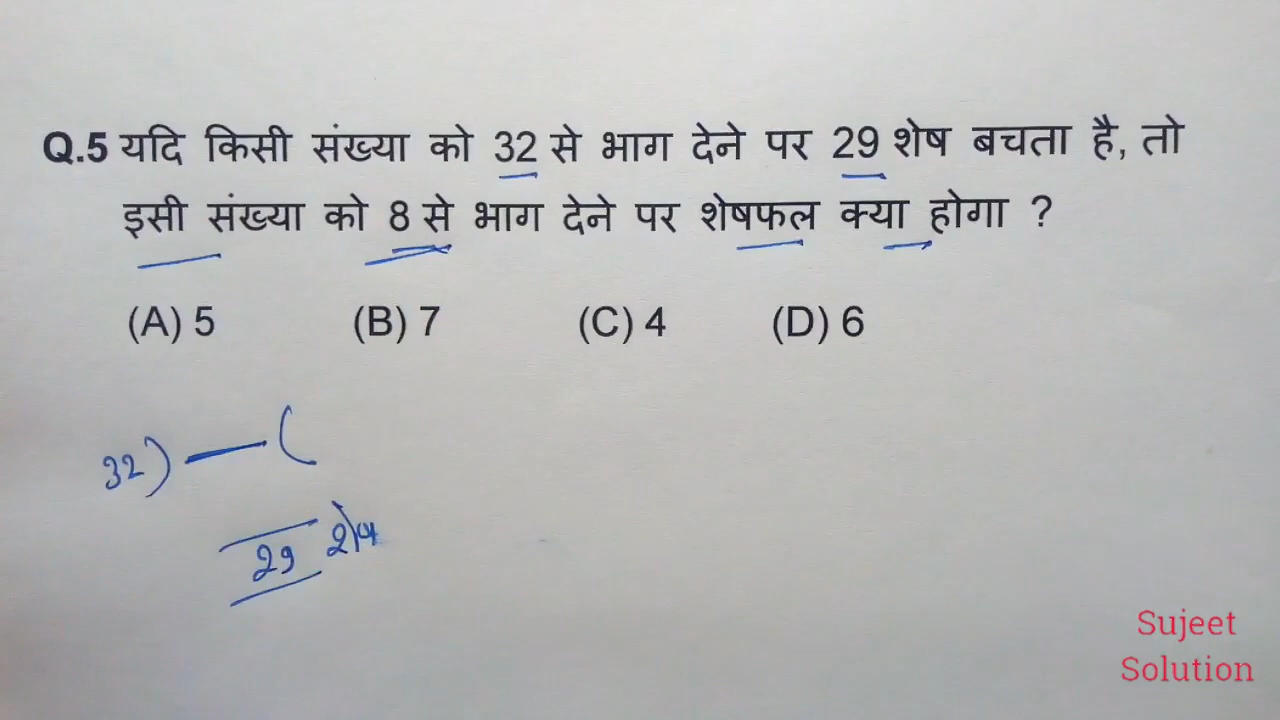 Q.5 यदि किसी संख्या को 32 से भाग देने पर 29 शेष बचता है, तो
इसी संख्या को 8 से भाग देने पर शेषफल क्या होगा ?
(A) 5 (B) 7 (C) 4 (D) 6
32) — (
29 शेष
Sujeet
Solution